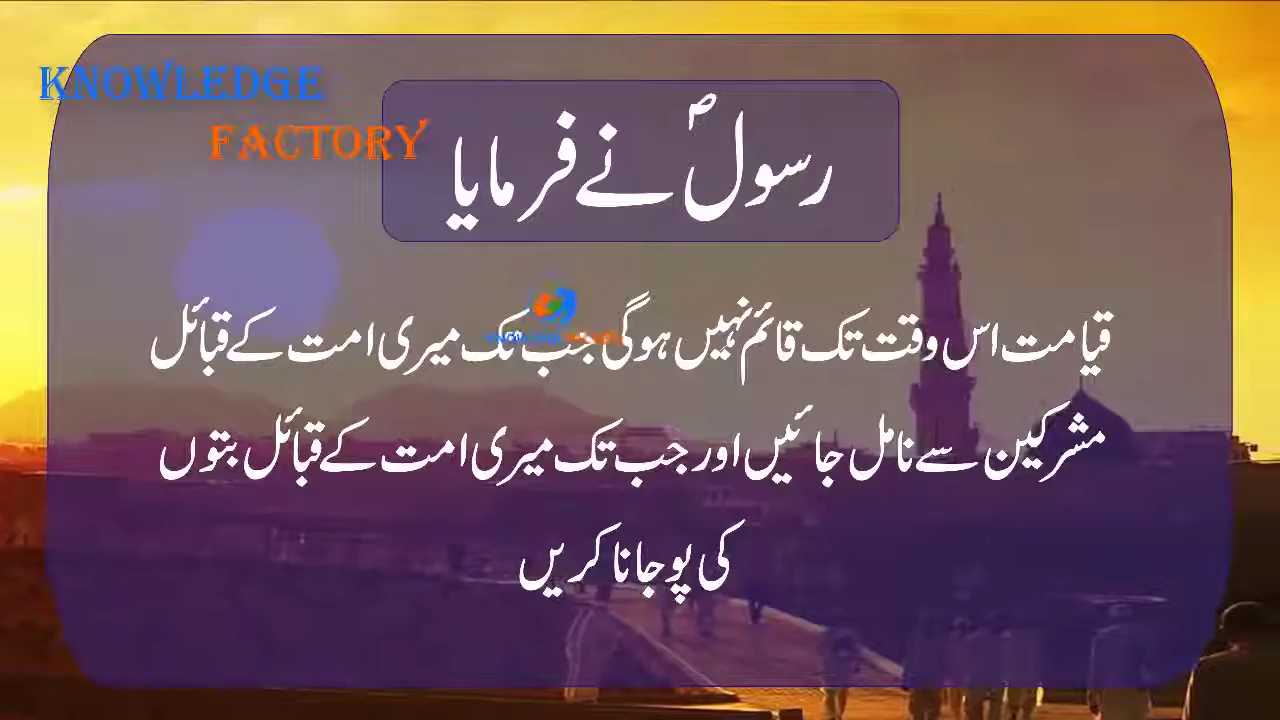 KNOWLEDGE
FACTORY
رسولؐ نے فرمایا
قیامت اس وقت تک قائم نہیں ہوگی جب تک میری امت کے قبائل
مشرکین سے نا مل جائیں اور جب تک میری امت کے قبائل بتوں
کی پوجا نا کریں